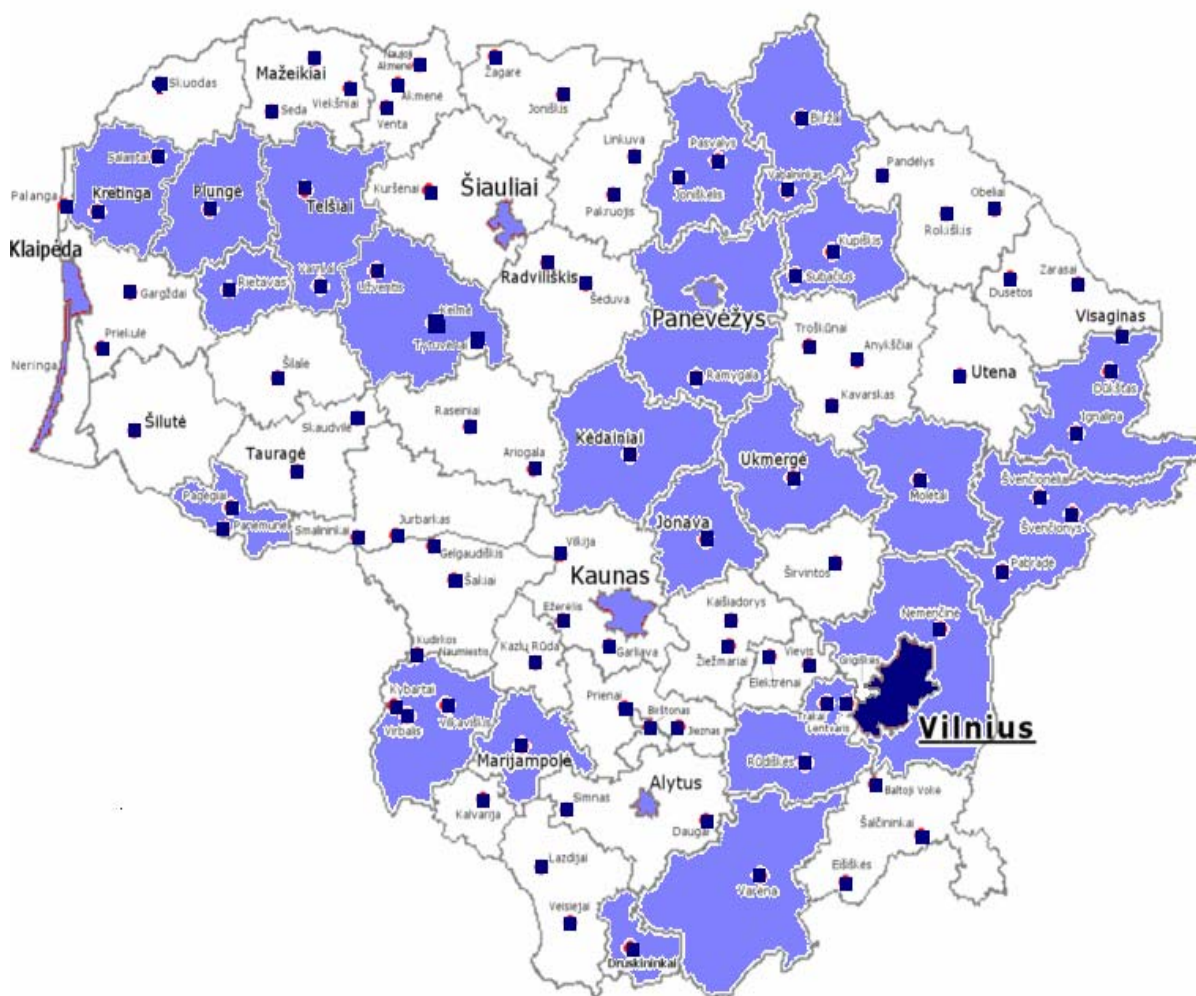 Skuodas
Mažeikiai
Seda
Viekšniai
Naujoji
Akmenė
Akmenė
Venta
Žagarė
Joniškis
Linkuva
Pakruojis
Pasvalys
Joniškėlis
Biržai
Vabalninkas
Pandėlys
Obeliai
Rokiškis
Salantai
Kretinga
Palanga
Plungė
Telšiai
Kuršėnai
Šiauliai
Klaipėda
Gargždai
Rietavas
Varniai
Užventis
Radviliškis
Šeduva
Kupiškis
Subačius
Dusetos
Zarasai
Visaginas
Priekulė
Kelmė
Tytuvėnai
Panevėžys
Troškūnai
Anykščiai
Neringa
Šilalė
Ramygala
Kavarskas
Utena
Dūkštas
Ignalina
Šilutė
Skaudvilė
Raseiniai
Tauragė
Ariogala
Kėdainiai
Ukmergė
Molėtai
Švenčionėliai
Švenčionys
Pagėgiai
Panemunė
Smalininkai
Jurbarkas
Gelgaudiškis
Šakiai
Vilkija
Jonava
Širvintos
Pabradė
Kaunas
Ežerėlis
Garliava
Kaišiadorys
Žiežmariai
Vievis
Elektrėnai
Grigiškės
Nemenčinė
Kudirkos
Naumiestis
Kazlų Rūda
Kybartai
Virbalis
Vilkaviškis
Prienai
Birštonas
Jieznas
Trakai
Lentvaris
Vilnius
Marijampolė
Rūdiškės
Kalvarija
Simnas
Alytus
Daugai
Baltoji Vokė
Šalčininkai
Eišiškės
Lazdijai
Veisiejai
Varėna
Druskininkai